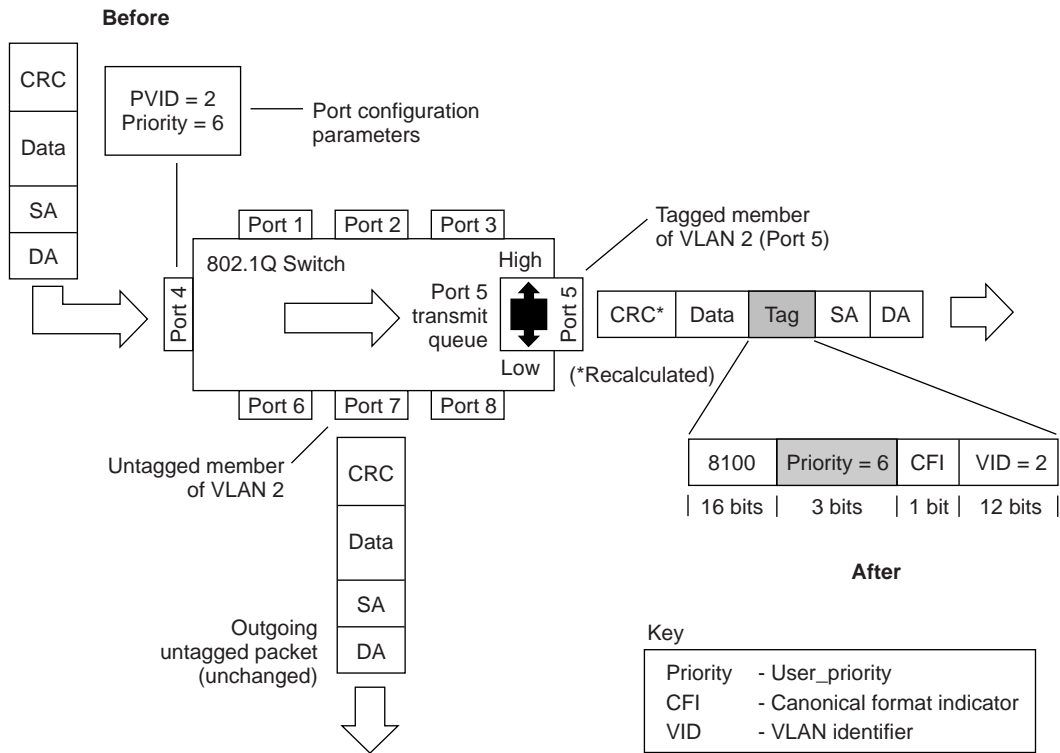 Before
CRC
Data
SA
DA
PVID = 2
Priority = 6
Port configuration
parameters
Port 1
Port 2
Port 3
Tagged member
of VLAN 2 (Port 5)
802.1Q Switch
High
Port 4
Port 5
transmit
queue
Port 5
Low
CRC*
Data
Tag
SA
DA
(*Recalculated)
Port 6
Port 7
Port 8
8100
Priority = 6
CFI
VID = 2
16 bits
3 bits
1 bit
12 bits
Untagged member
of VLAN 2
CRC
Data
SA
DA
Outgoing
untagged packet
(unchanged)
After
Key
Priority - User_priority
CFI - Canonical format indicator
VID - VLAN identifier